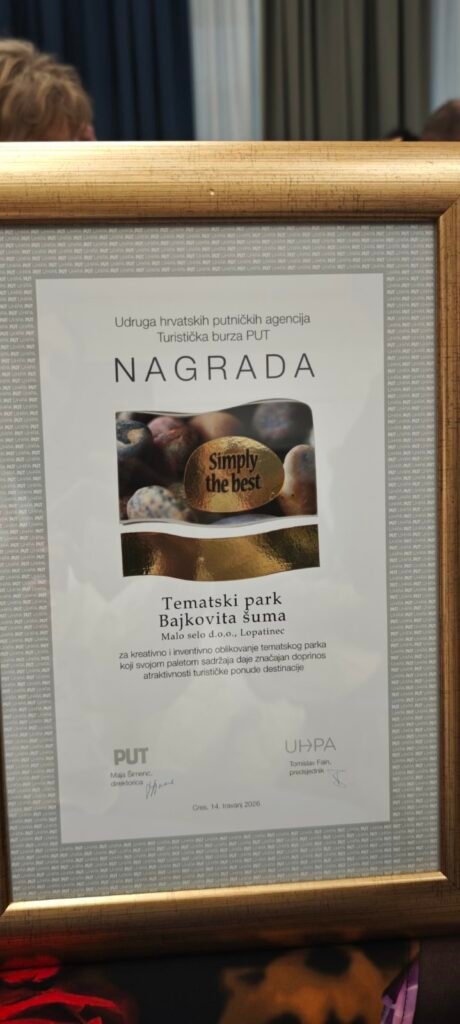 Udruga hrvatskih putničkih agencija
Turistička burza PUT
NAGRADA
Simply
the best
Tematski park
Bajkovita šuma
Malo selo d.o.o., Lopatinec
za kreativno i inventivno oblikovanje tematskog parka
koji svojom paletom sadržaja daje značajan doprinos
atraktivnosti turističke ponude destinacije
PUT
Maja Šimenc,
direktorica
UHPA
Tomislav Fain,
predsjednik
Cres, 14. travanj 2026